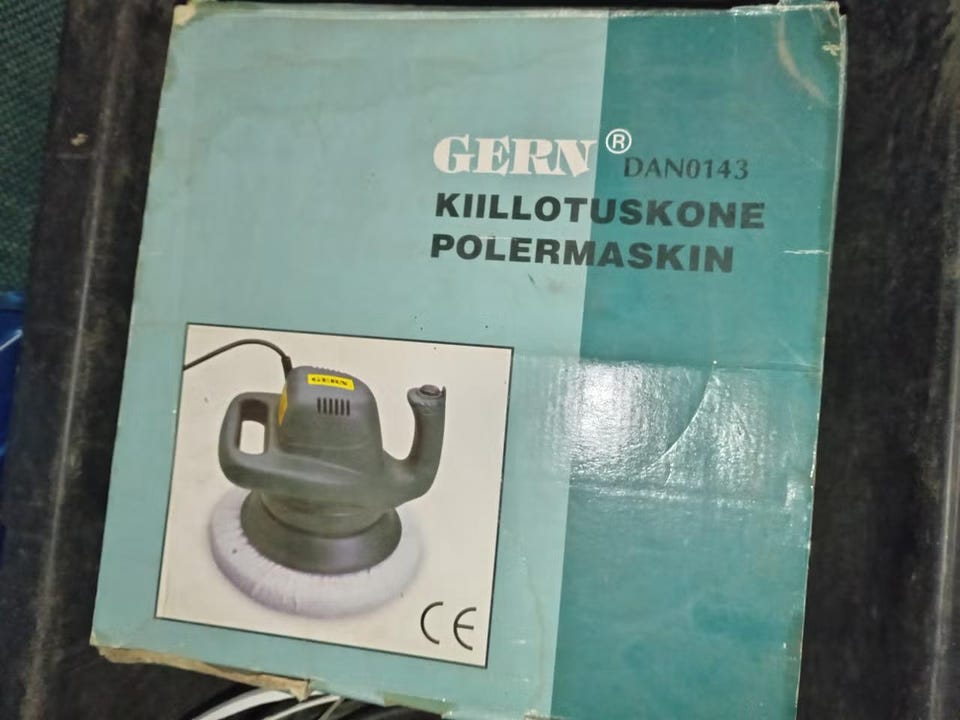 GERN® DAN0143
KIILLOTUSKONE
POLERMASKIN
GERN
CE